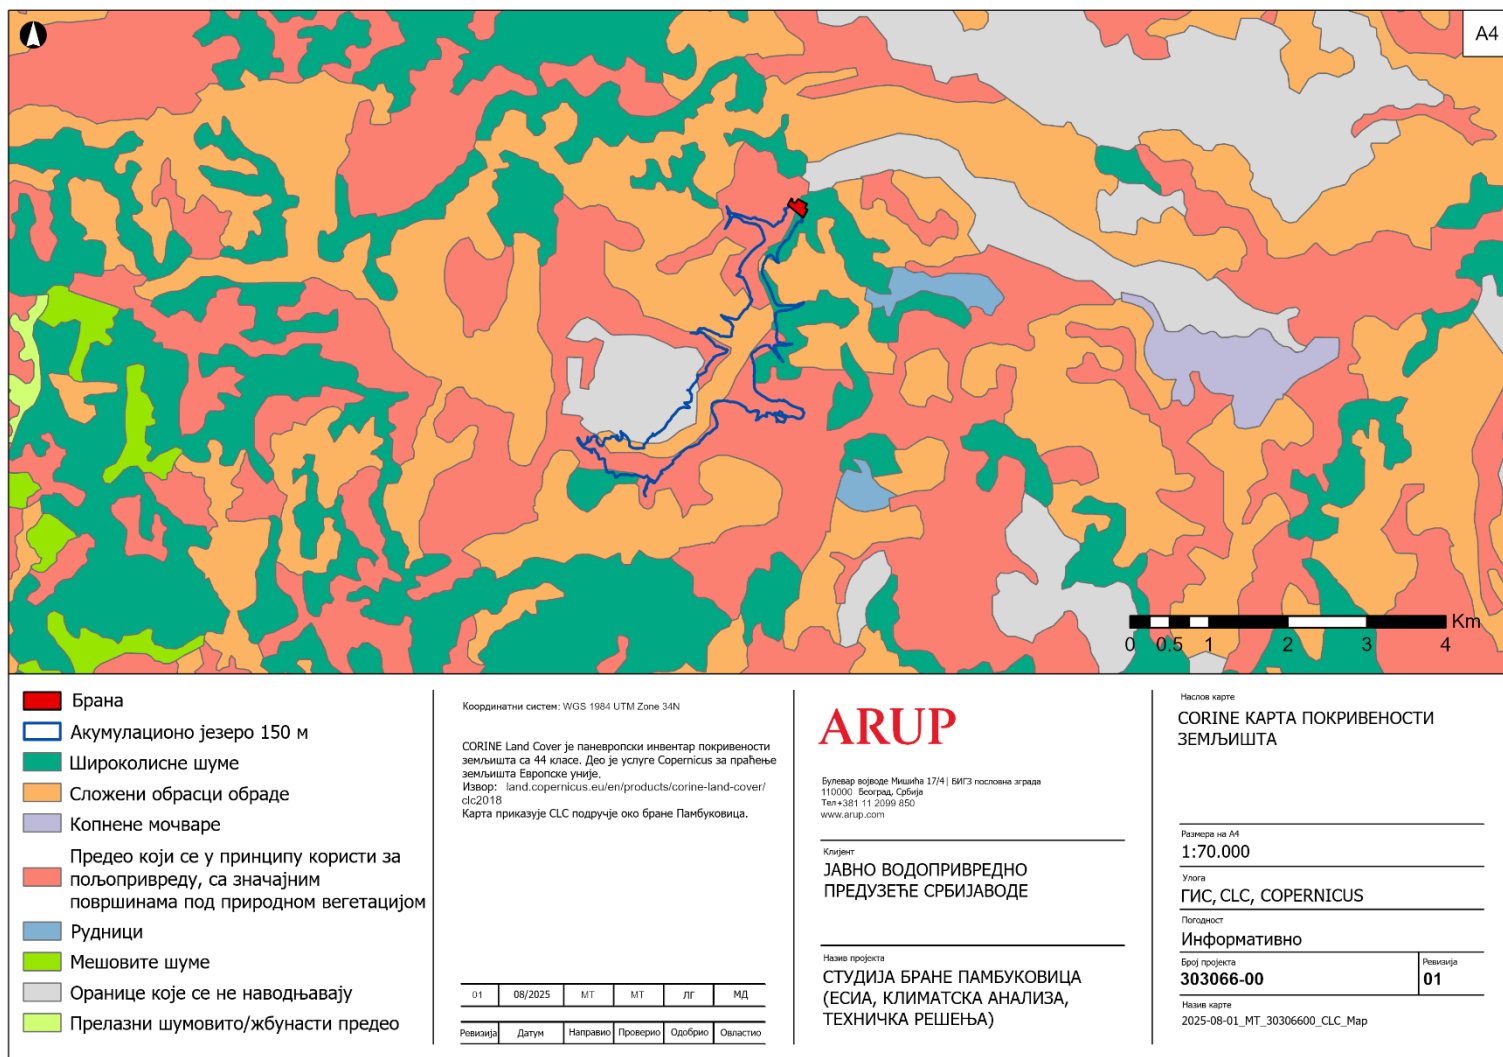 A4
Km
0 0.5 1 2 3 4
Брана
Акумулационо језеро 150 м
Широколисне шуме
Сложени обрасци обраде
Копнене мочваре
Предео који се у принципу користи за
пољопривреду, са значајним
површинама под природном вегетацијом
Рудници
Мешовите шуме
Оранице које се не наводњавају
Прелазни шумовито/жбунасти предео
Координатни систем: WGS 1984 UTM Zone 34N
CORINE Land Cover је паневропски инвентар покривености
земљишта са 44 класе. Део је услуге Copernicus за праћење
земљишта Европске уније.
Извор: land.copernicus.eu/en/products/corine-land-cover/
clc2018
Карта приказује CLC подручје око бране Памбуковица.
01 08/2025 МТ МТ ЛГ МД
Ревизија Датум Направио Проверио Одобрио Овластио
ARUP
Булевар војводе Мишића 17/4 | БИГЗ пословна зграда
110000 Београд, Србија
Тел+381 11 2099 850
www.arup.com
Клијент
ЈАВНО ВОДОПРИВРЕДНО
ПРЕДУЗЕЋЕ СРБИЈАВОДЕ
Назив пројекта
СТУДИЈА БРАНЕ ПАМБУКОВИЦА
(ЕСИА, КЛИМАТСКА АНАЛИЗА,
ТЕХНИЧКА РЕШЕЊА)
Наслов карте
CORINE КАРТА ПОКРИВЕНОСТИ
ЗЕМЉИШТА
Размера на А4
1:70.000
Улога
ГИС, CLC, COPERNICUS
Погодност
Информативно
Број пројекта
303066-00
Ревизија
01
Назив карте
2025-08-01_MT_30306600_CLC_Map